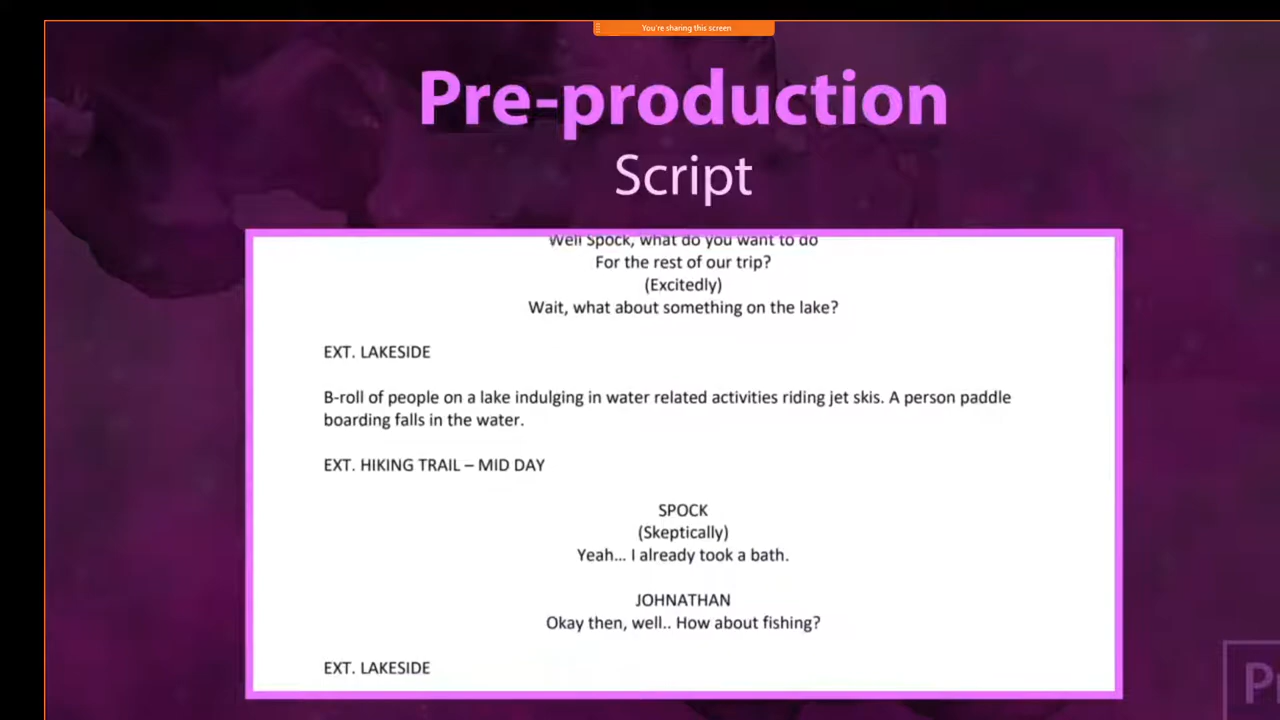 You're sharing this screen
Pre-production
Script
Well Spock, what do you want to do
For the rest of our trip?
(Excitedly)
Wait, what about something on the lake?
EXT. LAKESIDE
B-roll of people on a lake indulging in water related activities riding jet skis. A person paddle
boarding falls in the water.
EXT. HIKING TRAIL – MID DAY
SPOCK
(Skeptically)
Yeah... I already took a bath.
JOHNATHAN
Okay then, well.. How about fishing?
EXT. LAKESIDE